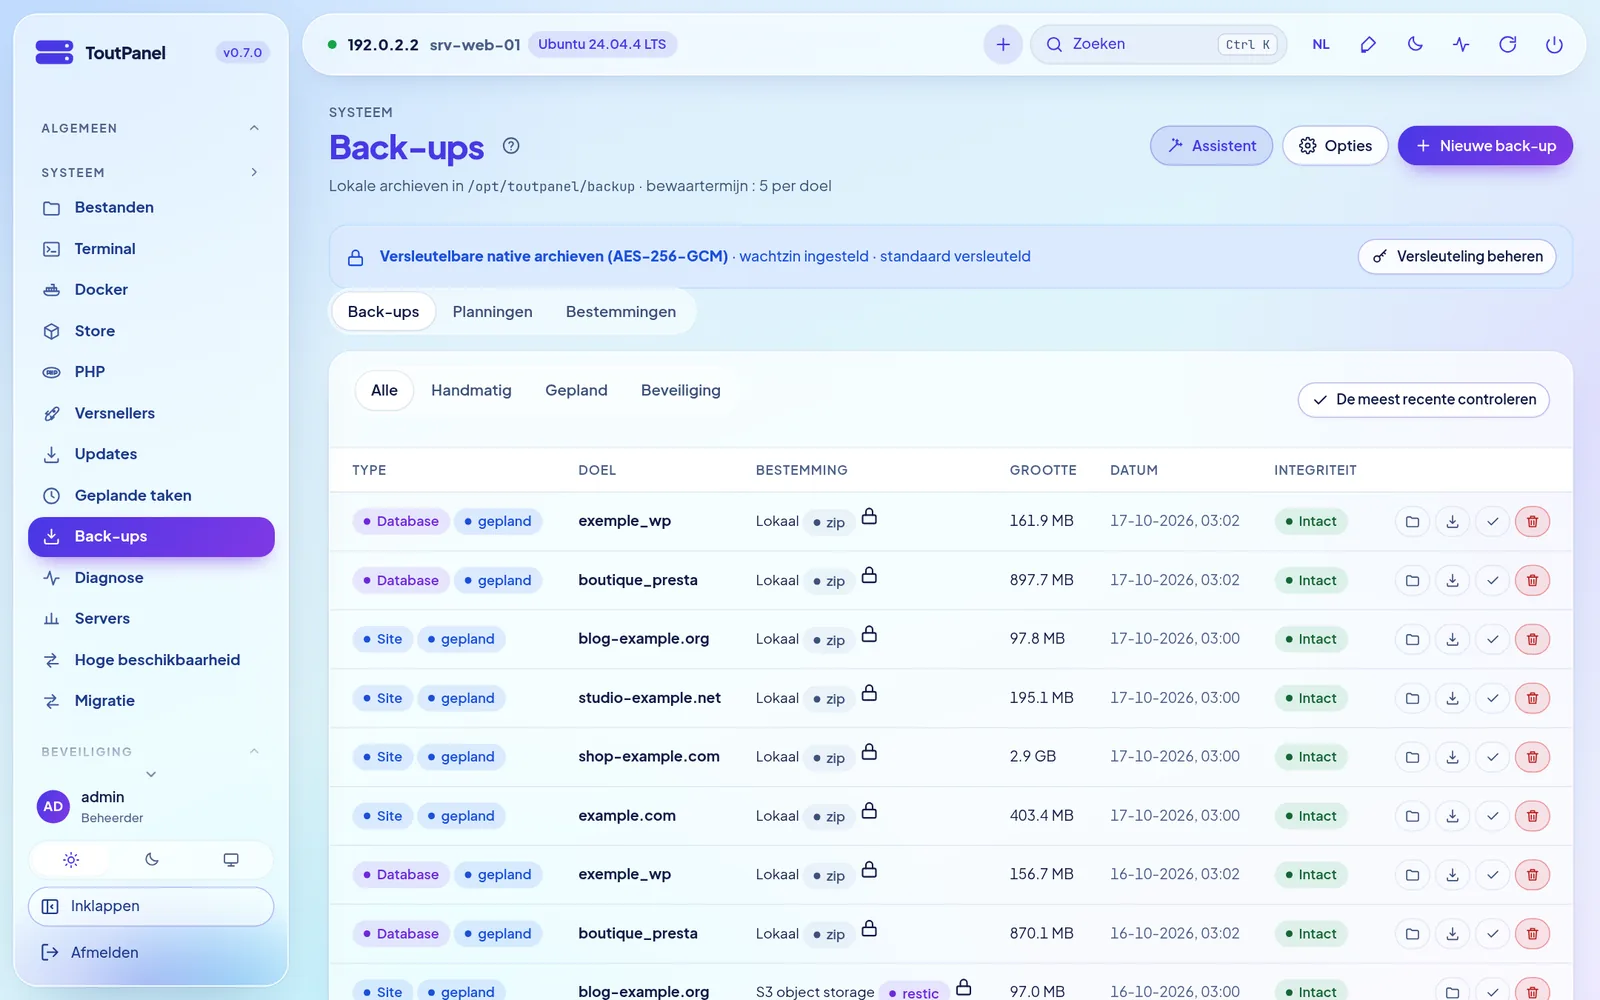 ToutPanel
v0.7.0
ALGEMEEN
SYSTEEM
Bestanden
Terminal
Docker
Store
PHP
Versnellers
Updates
Geplande taken
Back-ups
Diagnose
Servers
Hoge beschikbaarheid
Migratie
BEVEILIGING
AD
admin
Beheerder
Inklappen
Afmelden
192.0.2.2 srv-web-01 Ubuntu 24.04.4 LTS
Zoeken Ctrl K
NL
SYSTEEM
Back-ups
Lokale archieven in /opt/toutpanel/backup · bewaartermijn : 5 per doel
Assistent
Opties
Nieuwe back-up
Versleutelbare native archieven (AES-256-GCM) · wachtzin ingesteld · standaard versleuteld
Versleuteling beheren
Back-ups Planningen Bestemmingen
Alle Handmatig Gepland Beveiliging
De meest recente controleren
TYPE DOEL BESTEMMING GROOTTE DATUM INTEGRITEIT
Database gepland exemple_wp Lokaal zip 161.9 MB 17-10-2026, 03:02 Intact
Database gepland boutique_presta Lokaal zip 897.7 MB 17-10-2026, 03:02 Intact
Site gepland blog-example.org Lokaal zip 97.8 MB 17-10-2026, 03:00 Intact
Site gepland studio-example.net Lokaal zip 195.1 MB 17-10-2026, 03:00 Intact
Site gepland shop-example.com Lokaal zip 2.9 GB 17-10-2026, 03:00 Intact
Site gepland example.com Lokaal zip 403.4 MB 17-10-2026, 03:00 Intact
Database gepland exemple_wp Lokaal zip 156.7 MB 16-10-2026, 03:02 Intact
Database gepland boutique_presta Lokaal zip 870.1 MB 16-10-2026, 03:02 Intact
Site gepland blog-example.org S3 object storage restic 97.0 MB 16-10-2026, 03:00 Intact